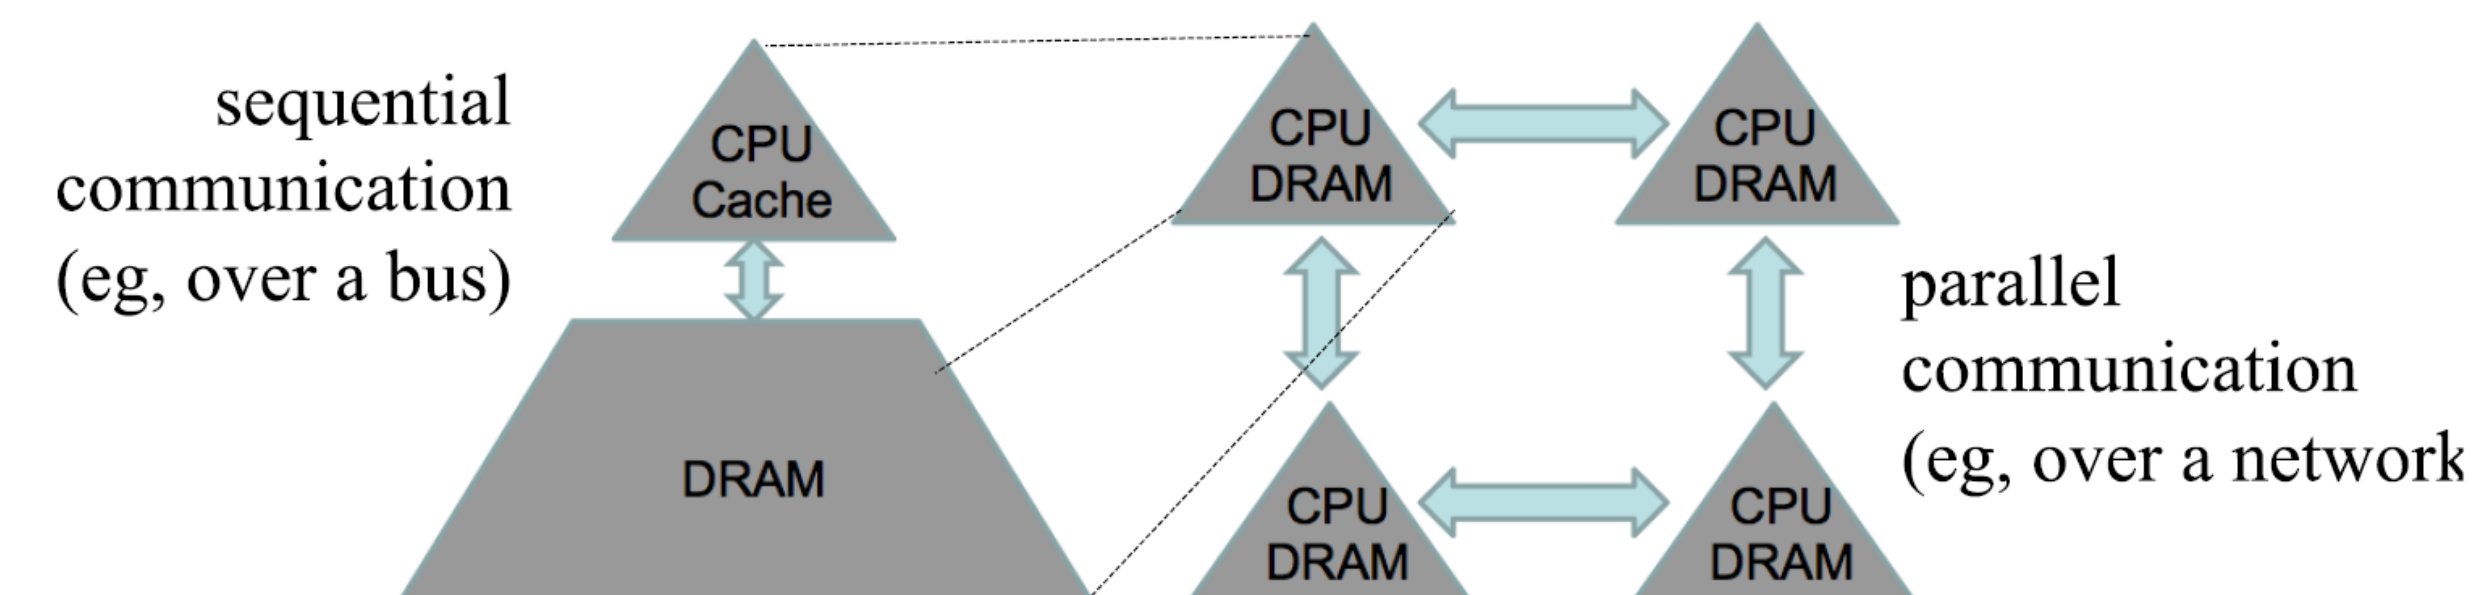 sequential
communication
(eg, over a bus)
CPU
Cache
DRAM
CPU
DRAM
CPU
DRAM
CPU
DRAM
CPU
DRAM
parallel
communication
(eg, over a network